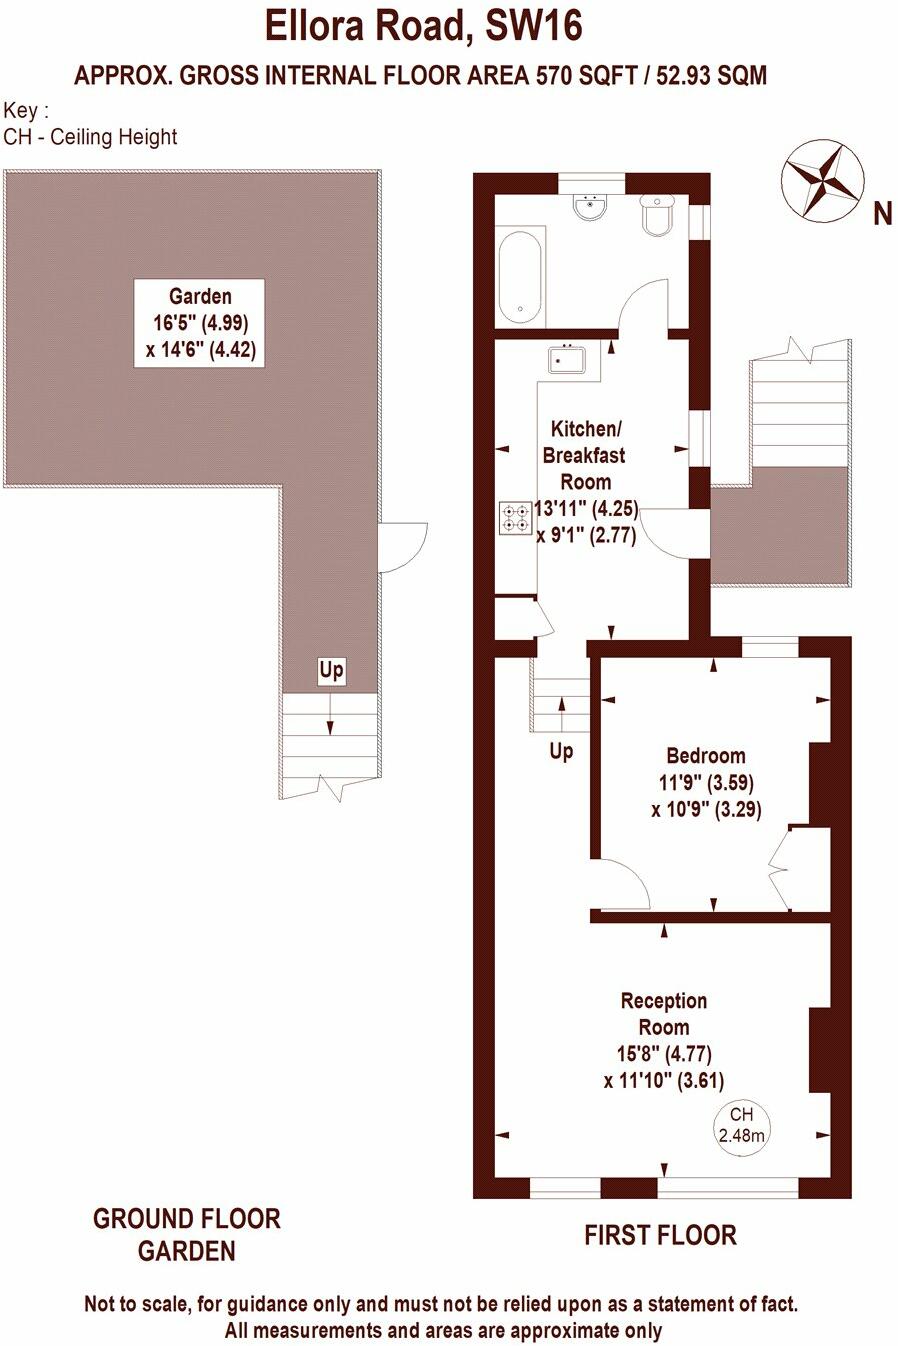 Ellora Road, SW16
APPROX. GROSS INTERNAL FLOOR AREA 570 SQFT / 52.93 SQM
Key :
CH - Ceiling Height
N
Garden
16'5" (4.99)
x 14'6" (4.42)
Up
Kitchen/
Breakfast
Room
13'11" (4.25)
x 9'1" (2.77)
Up
Bedroom
11'9" (3.59)
x 10'9" (3.29)
Reception
Room
15'8" (4.77)
x 11'10" (3.61)
CH
2.48m
GROUND FLOOR
GARDEN
FIRST FLOOR
Not to scale, for guidance only and must not be relied upon as a statement of fact.
All measurements and areas are approximate only